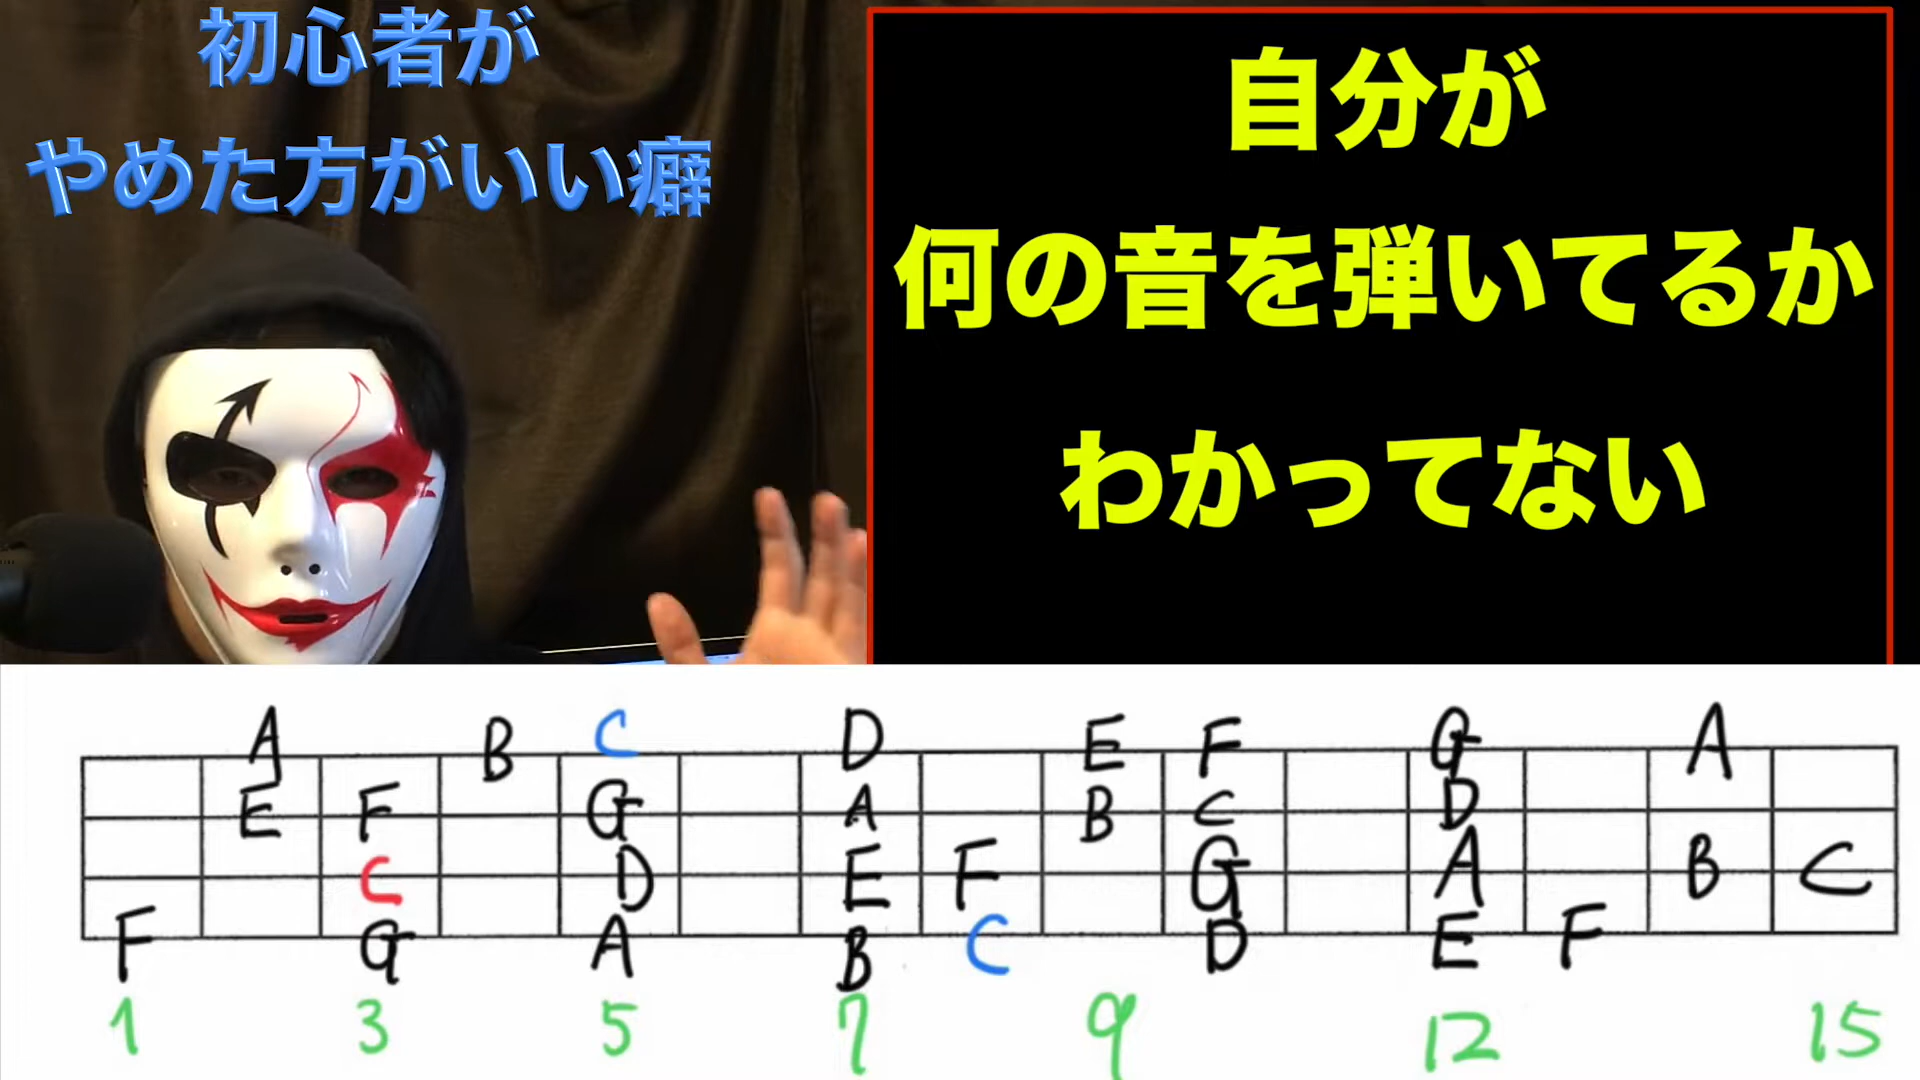 初心者が
やめた方がいい癖
自分が
何の音を弾いてるか
わかってない
A B C D E F G A
E F G A B C D
C D E F G A B C
F G A B C D E F
1 3 5 7 9 12 15